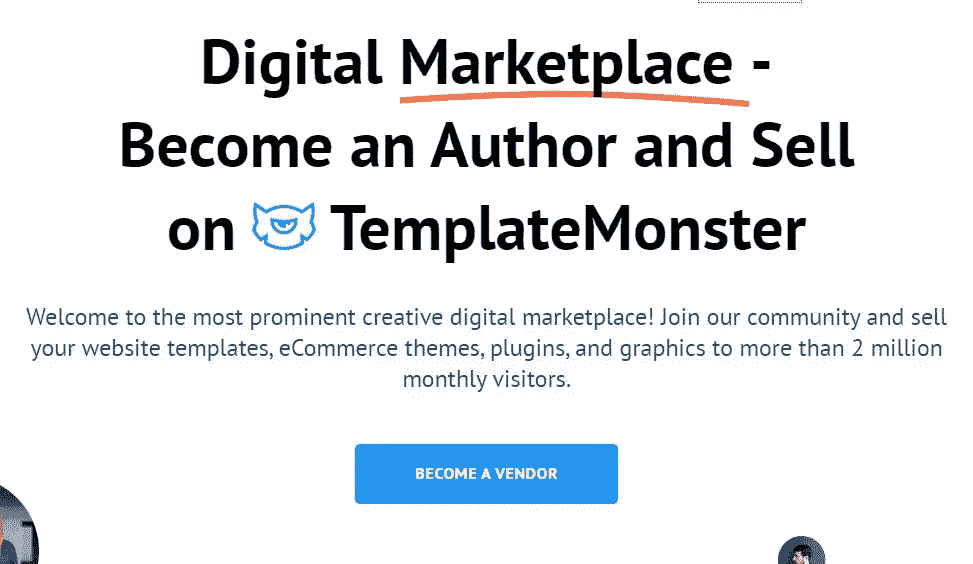 Digital Marketplace -
Become an Author and Sell
on TemplateMonster
Welcome to the most prominent creative digital marketplace! Join our community and sell
your website templates, eCommerce themes, plugins, and graphics to more than 2 million
monthly visitors.
BECOME A VENDOR